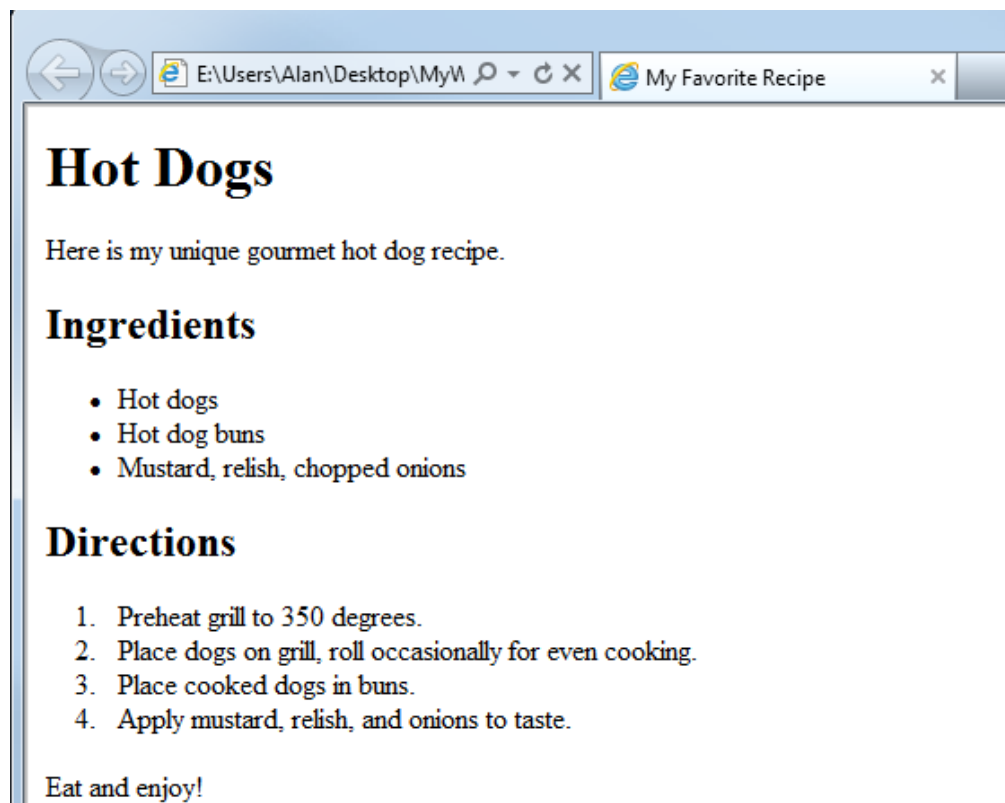 E:\Users\Alan\Desktop\MyW
My Favorite Recipe
Hot Dogs
Here is my unique gourmet hot dog recipe.
Ingredients
• Hot dogs
• Hot dog buns
• Mustard, relish, chopped onions
Directions
1. Preheat grill to 350 degrees.
2. Place dogs on grill, roll occasionally for even cooking.
3. Place cooked dogs in buns.
4. Apply mustard, relish, and onions to taste.
Eat and enjoy!